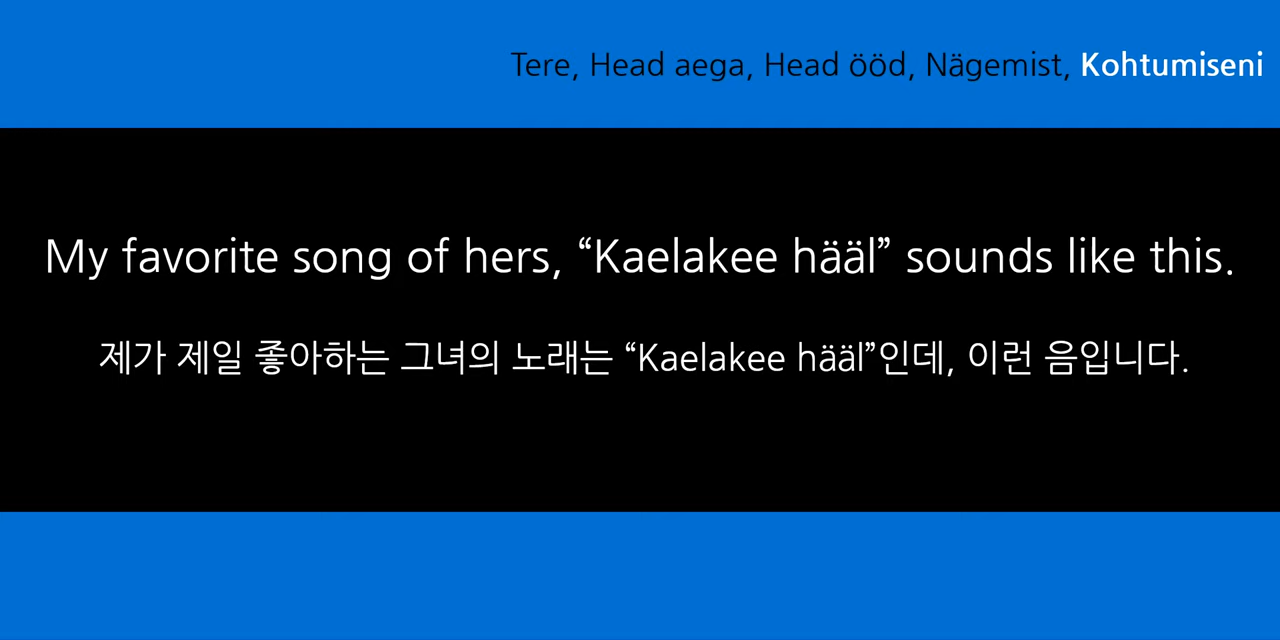 Tere, Head aega, Head ööd, Nägemist, Kohtumiseni
My favorite song of hers, “Kaelakee hääl” sounds like this.
제가 제일 좋아하는 그녀의 노래는 “Kaelakee hääl”인데, 이런 음입니다.